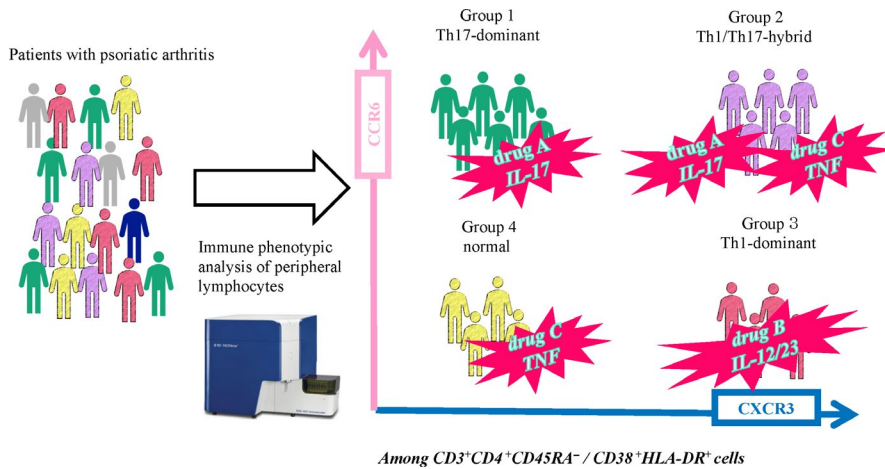 Patients with psoriatic arthritis
Immune phenotypic
analysis of peripheral
lymphocytes
CCR6
Group 1
Th17-dominant
drug A
IL-17
Group 2
Th1/Th17-hybrid
drug A
IL-17
drug C
TNF
Group 4
normal
drug C
TNF
Group 3
Th1-dominant
drug B
IL-12/23
CXCR3
Among CD3⁺CD4⁺CD45RA⁻ / CD38⁺HLA-DR⁺ cells